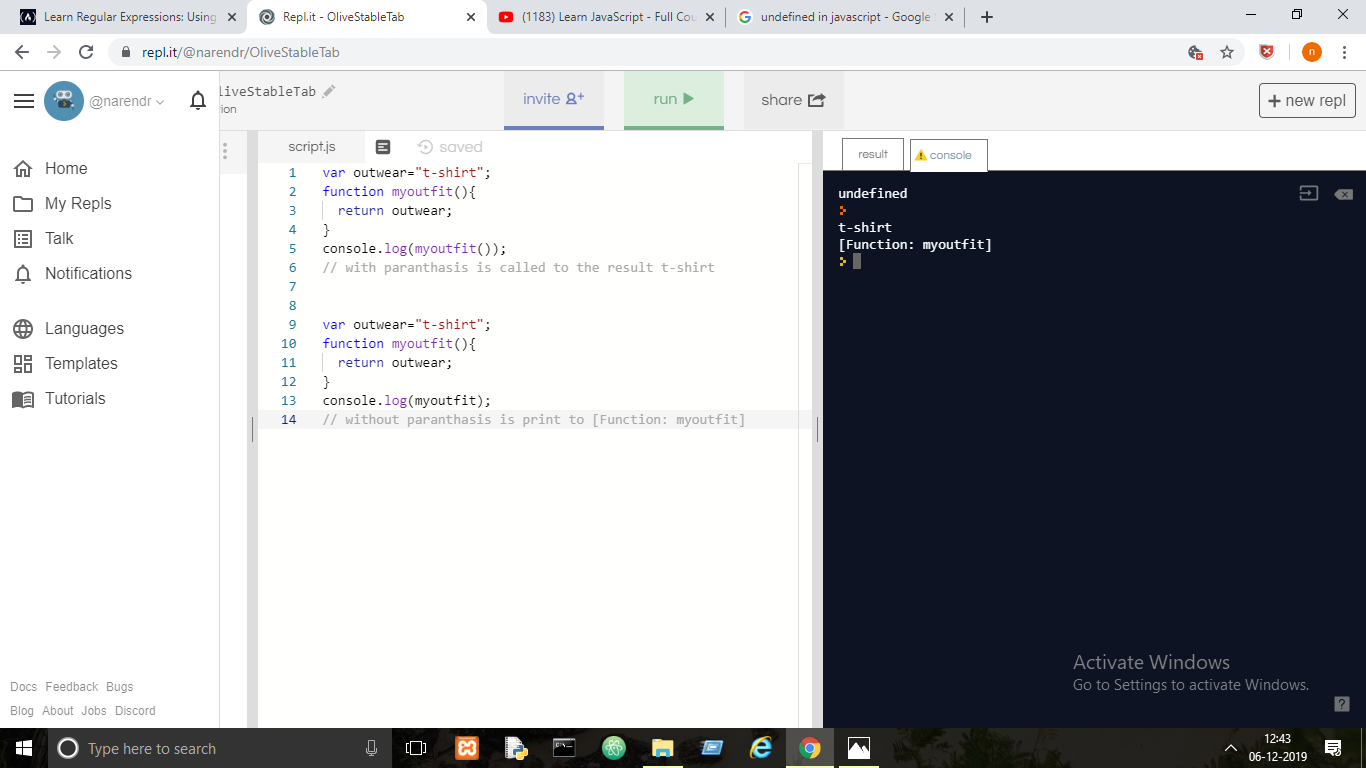 Learn Regular Expressions: Using
Repl.it - OliveStableTab
(1183) Learn JavaScript - Full Cou
undefined in javascript - Google
repl.it/@narendr/OliveStableTab
n
@narendr
liveStableTab
ion
invite
run
share
+ new repl
Home
My Repls
Talk
Notifications
Languages
Templates
Tutorials
Docs Feedback Bugs
Blog About Jobs Discord
script.js
saved
1 var outwear="t-shirt";
2 function myoutfit(){
3 return outwear;
4 }
5 console.log(myoutfit());
6 // with paranthasis is called to the result t-shirt
7
8
9 var outwear="t-shirt";
10 function myoutfit(){
11 return outwear;
12 }
13 console.log(myoutfit);
14 // without paranthasis is print to [Function: myoutfit]
result
console
undefined
t-shirt
[Function: myoutfit]
Activate Windows
Go to Settings to activate Windows.
?
Type here to search
12:43
06-12-2019